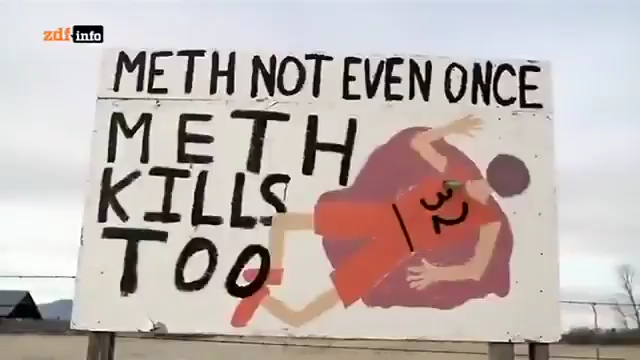 zdf info
METH NOT EVEN ONCE
METH
KILLS
TOO
32